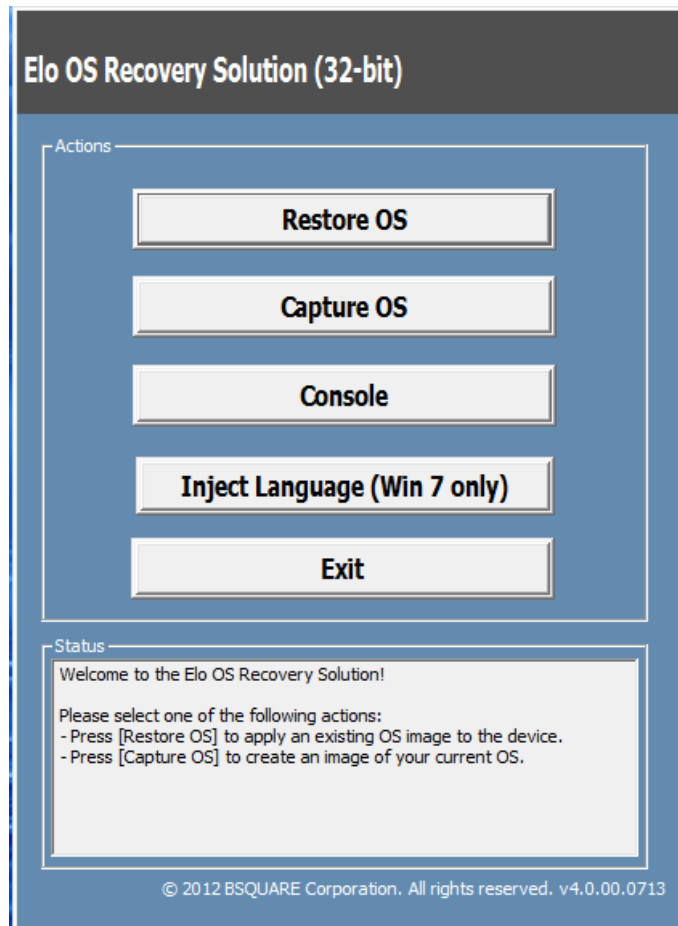 Elo OS Recovery Solution (32-bit)
Actions
Restore OS
Capture OS
Console
Inject Language (Win 7 only)
Exit
Status
Welcome to the Elo OS Recovery Solution!
Please select one of the following actions:
- Press [Restore OS] to apply an existing OS image to the device.
- Press [Capture OS] to create an image of your current OS.
© 2012 BSQUARE Corporation. All rights reserved. v4.0.00.0713